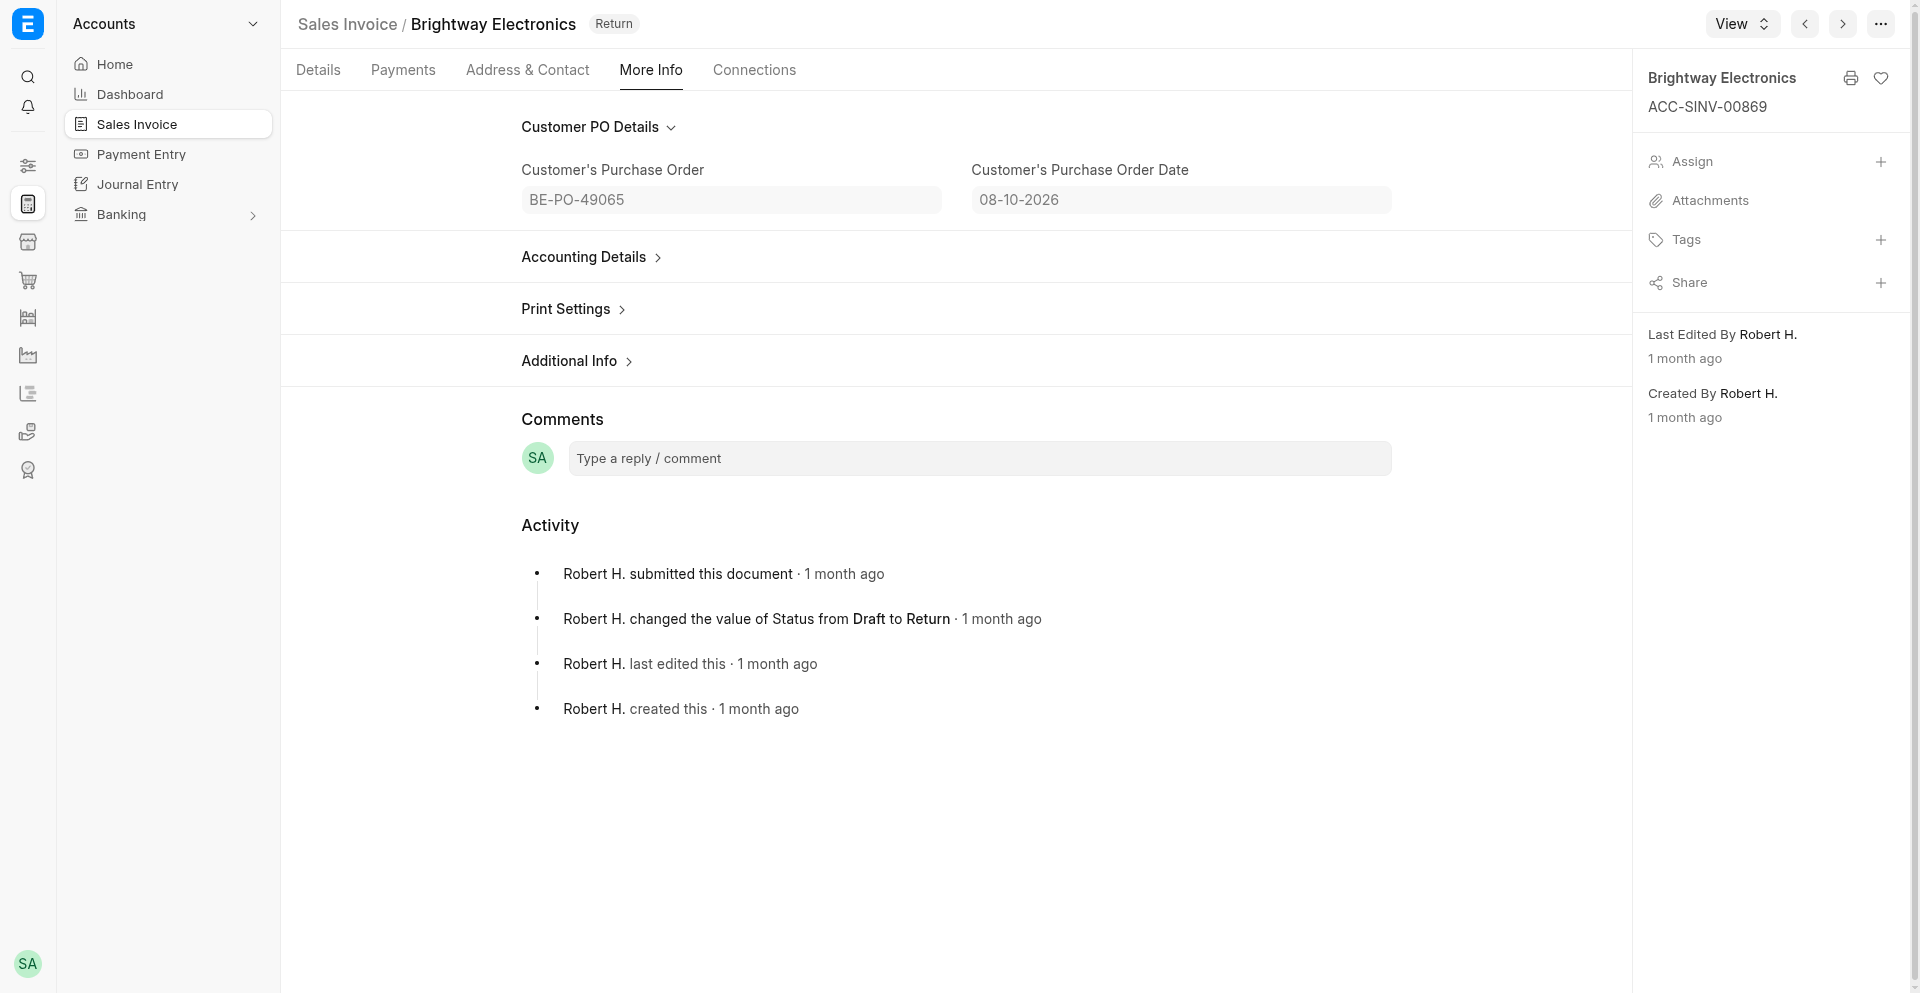 Accounts
Home
Dashboard
Sales Invoice
Payment Entry
Journal Entry
Banking
SA
Sales Invoice / Brightway Electronics Return
View
Details Payments Address & Contact More Info Connections
Customer PO Details
Customer's Purchase Order Customer's Purchase Order Date
BE-PO-49065 08-10-2026
Accounting Details
Print Settings
Additional Info
Comments
SA Type a reply / comment
Activity
Robert H. submitted this document · 1 month ago
Robert H. changed the value of Status from Draft to Return · 1 month ago
Robert H. last edited this · 1 month ago
Robert H. created this · 1 month ago
Brightway Electronics
ACC-SINV-00869
Assign
Attachments
Tags
Share
Last Edited By Robert H.
1 month ago
Created By Robert H.
1 month ago